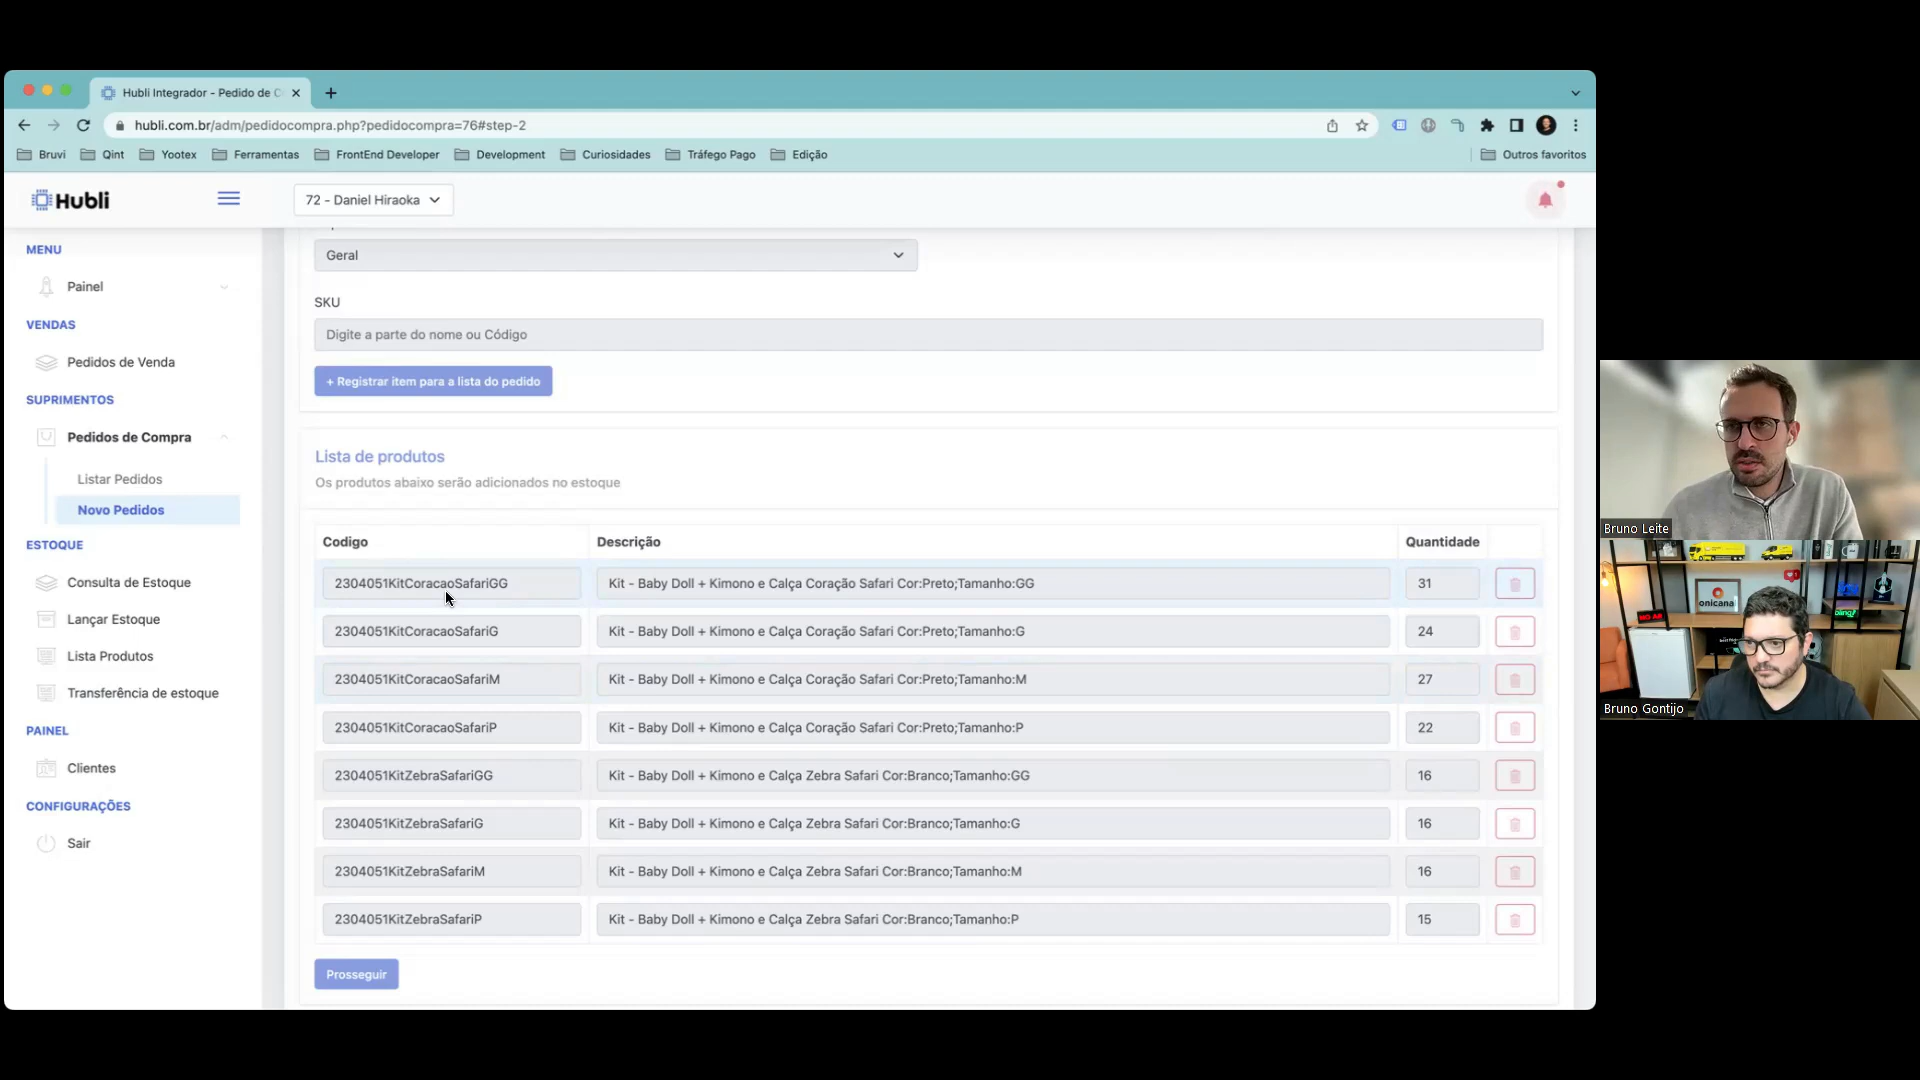 Hubli Integrador - Pedido de C
hubli.com.br/adm/pedidocompra.php?pedidocompra=76#step-2
Bruvi
Qint
Yootex
Ferramentas
FrontEnd Developer
Development
Curiosidades
Tráfego Pago
Edição
Outros favoritos
Hubli
72 - Daniel Hiraoka
MENU
Painel
VENDAS
Pedidos de Venda
SUPRIMENTOS
Pedidos de Compra
Listar Pedidos
Novo Pedidos
ESTOQUE
Consulta de Estoque
Lançar Estoque
Lista Produtos
Transferência de estoque
PAINEL
Clientes
CONFIGURAÇÕES
Sair
Geral
SKU
Digite a parte do nome ou Código
+ Registrar item para a lista do pedido
Lista de produtos
Os produtos abaixo serão adicionados no estoque
Codigo Descrição Quantidade
2304051KitCoracaoSafariGG Kit - Baby Doll + Kimono e Calça Coração Safari Cor:Preto;Tamanho:GG 31
2304051KitCoracaoSafariG Kit - Baby Doll + Kimono e Calça Coração Safari Cor:Preto;Tamanho:G 24
2304051KitCoracaoSafariM Kit - Baby Doll + Kimono e Calça Coração Safari Cor:Preto;Tamanho:M 27
2304051KitCoracaoSafariP Kit - Baby Doll + Kimono e Calça Coração Safari Cor:Preto;Tamanho:P 22
2304051KitZebraSafariGG Kit - Baby Doll + Kimono e Calça Zebra Safari Cor:Branco;Tamanho:GG 16
2304051KitZebraSafariG Kit - Baby Doll + Kimono e Calça Zebra Safari Cor:Branco;Tamanho:G 16
2304051KitZebraSafariM Kit - Baby Doll + Kimono e Calça Zebra Safari Cor:Branco;Tamanho:M 16
2304051KitZebraSafariP Kit - Baby Doll + Kimono e Calça Zebra Safari Cor:Branco;Tamanho:P 15
Prosseguir
Bruno Leite
onicana
NO AR
bling!
Bruno Gontijo